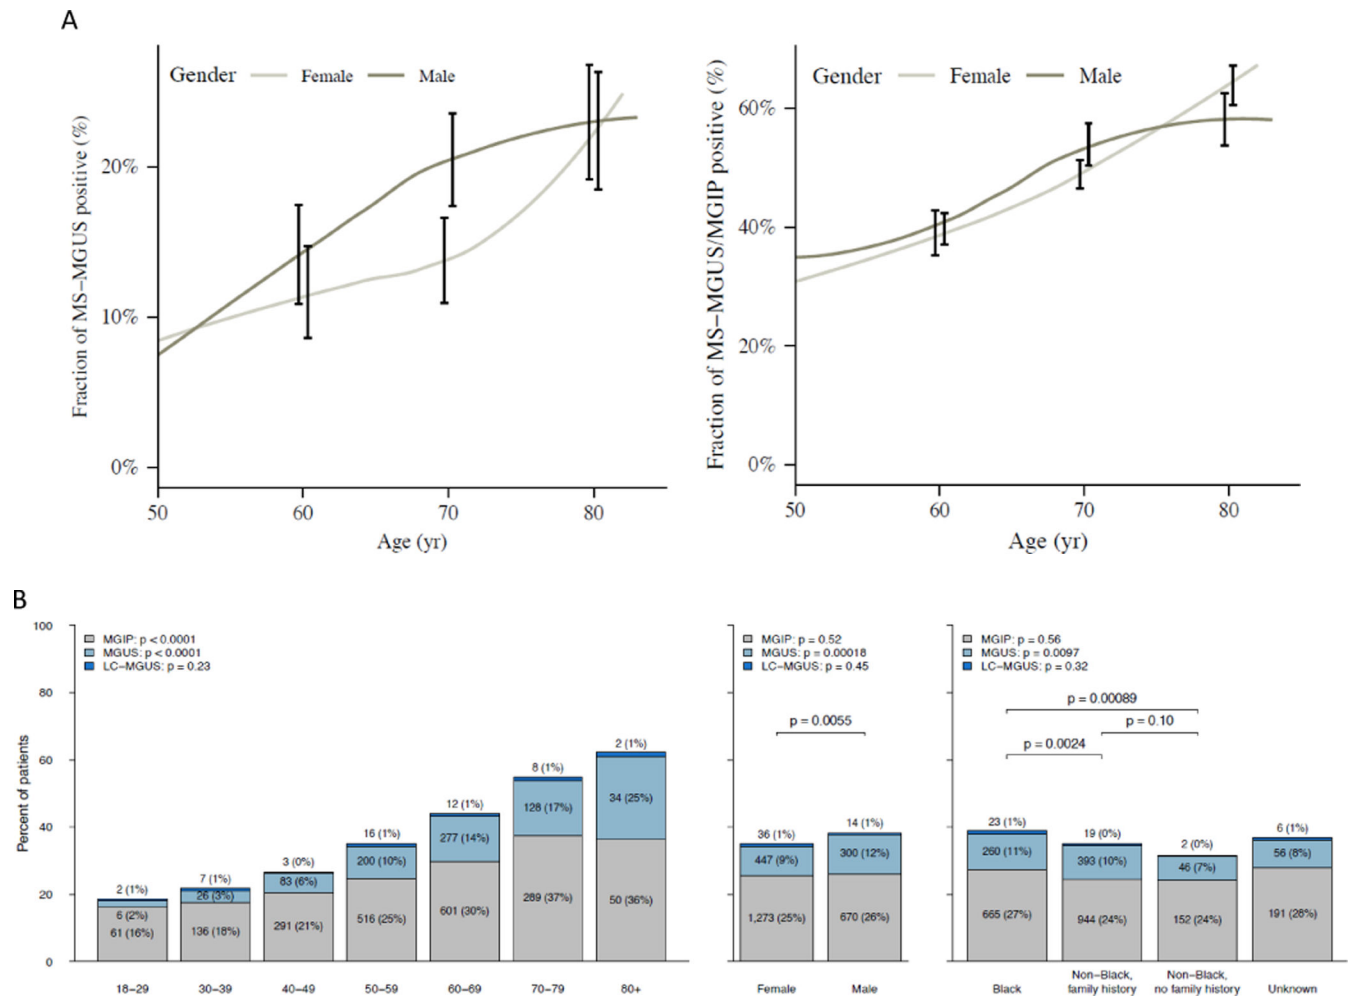 A
Gender Female Male
Fraction of MS−MGUS positive (%)
20%
10%
0%
50 60 70 80
Age (yr)
Gender Female Male
Fraction of MS−MGUS/MGIP positive (%)
60%
40%
20%
0%
50 60 70 80
Age (yr)
B
Percent of patients
100
80
60
40
20
0
MGIP: p < 0.0001
MGUS: p < 0.0001
LC−MGUS: p = 0.23
2 (1%)
6 (2%)
61 (16%)
7 (1%)
26 (3%)
136 (18%)
3 (0%)
83 (6%)
291 (21%)
16 (1%)
200 (10%)
516 (25%)
12 (1%)
277 (14%)
601 (30%)
8 (1%)
128 (17%)
289 (37%)
2 (1%)
34 (25%)
50 (36%)
18−29 30−39 40−49 50−59 60−69 70−79 80+
MGIP: p = 0.52
MGUS: p = 0.00018
LC−MGUS: p = 0.45
p = 0.0055
36 (1%)
447 (9%)
1,273 (25%)
14 (1%)
300 (12%)
670 (26%)
Female Male
MGIP: p = 0.56
MGUS: p = 0.0097
LC−MGUS: p = 0.32
p = 0.00089
p = 0.10
p = 0.0024
23 (1%)
260 (11%)
665 (27%)
19 (0%)
393 (10%)
944 (24%)
2 (0%)
46 (7%)
152 (24%)
6 (1%)
56 (8%)
191 (28%)
Black
Non−Black,
family history
Non−Black,
no family history
Unknown